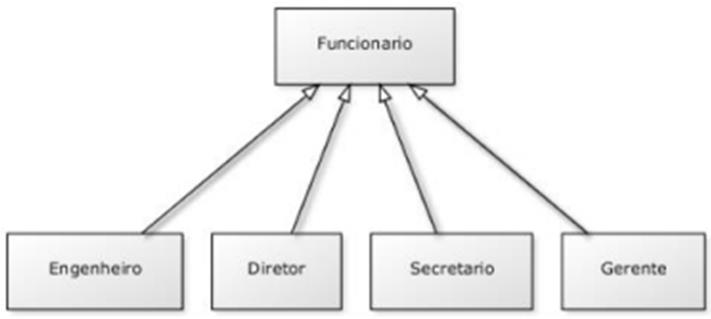 Funcionario
Engenheiro
Diretor
Secretario
Gerente